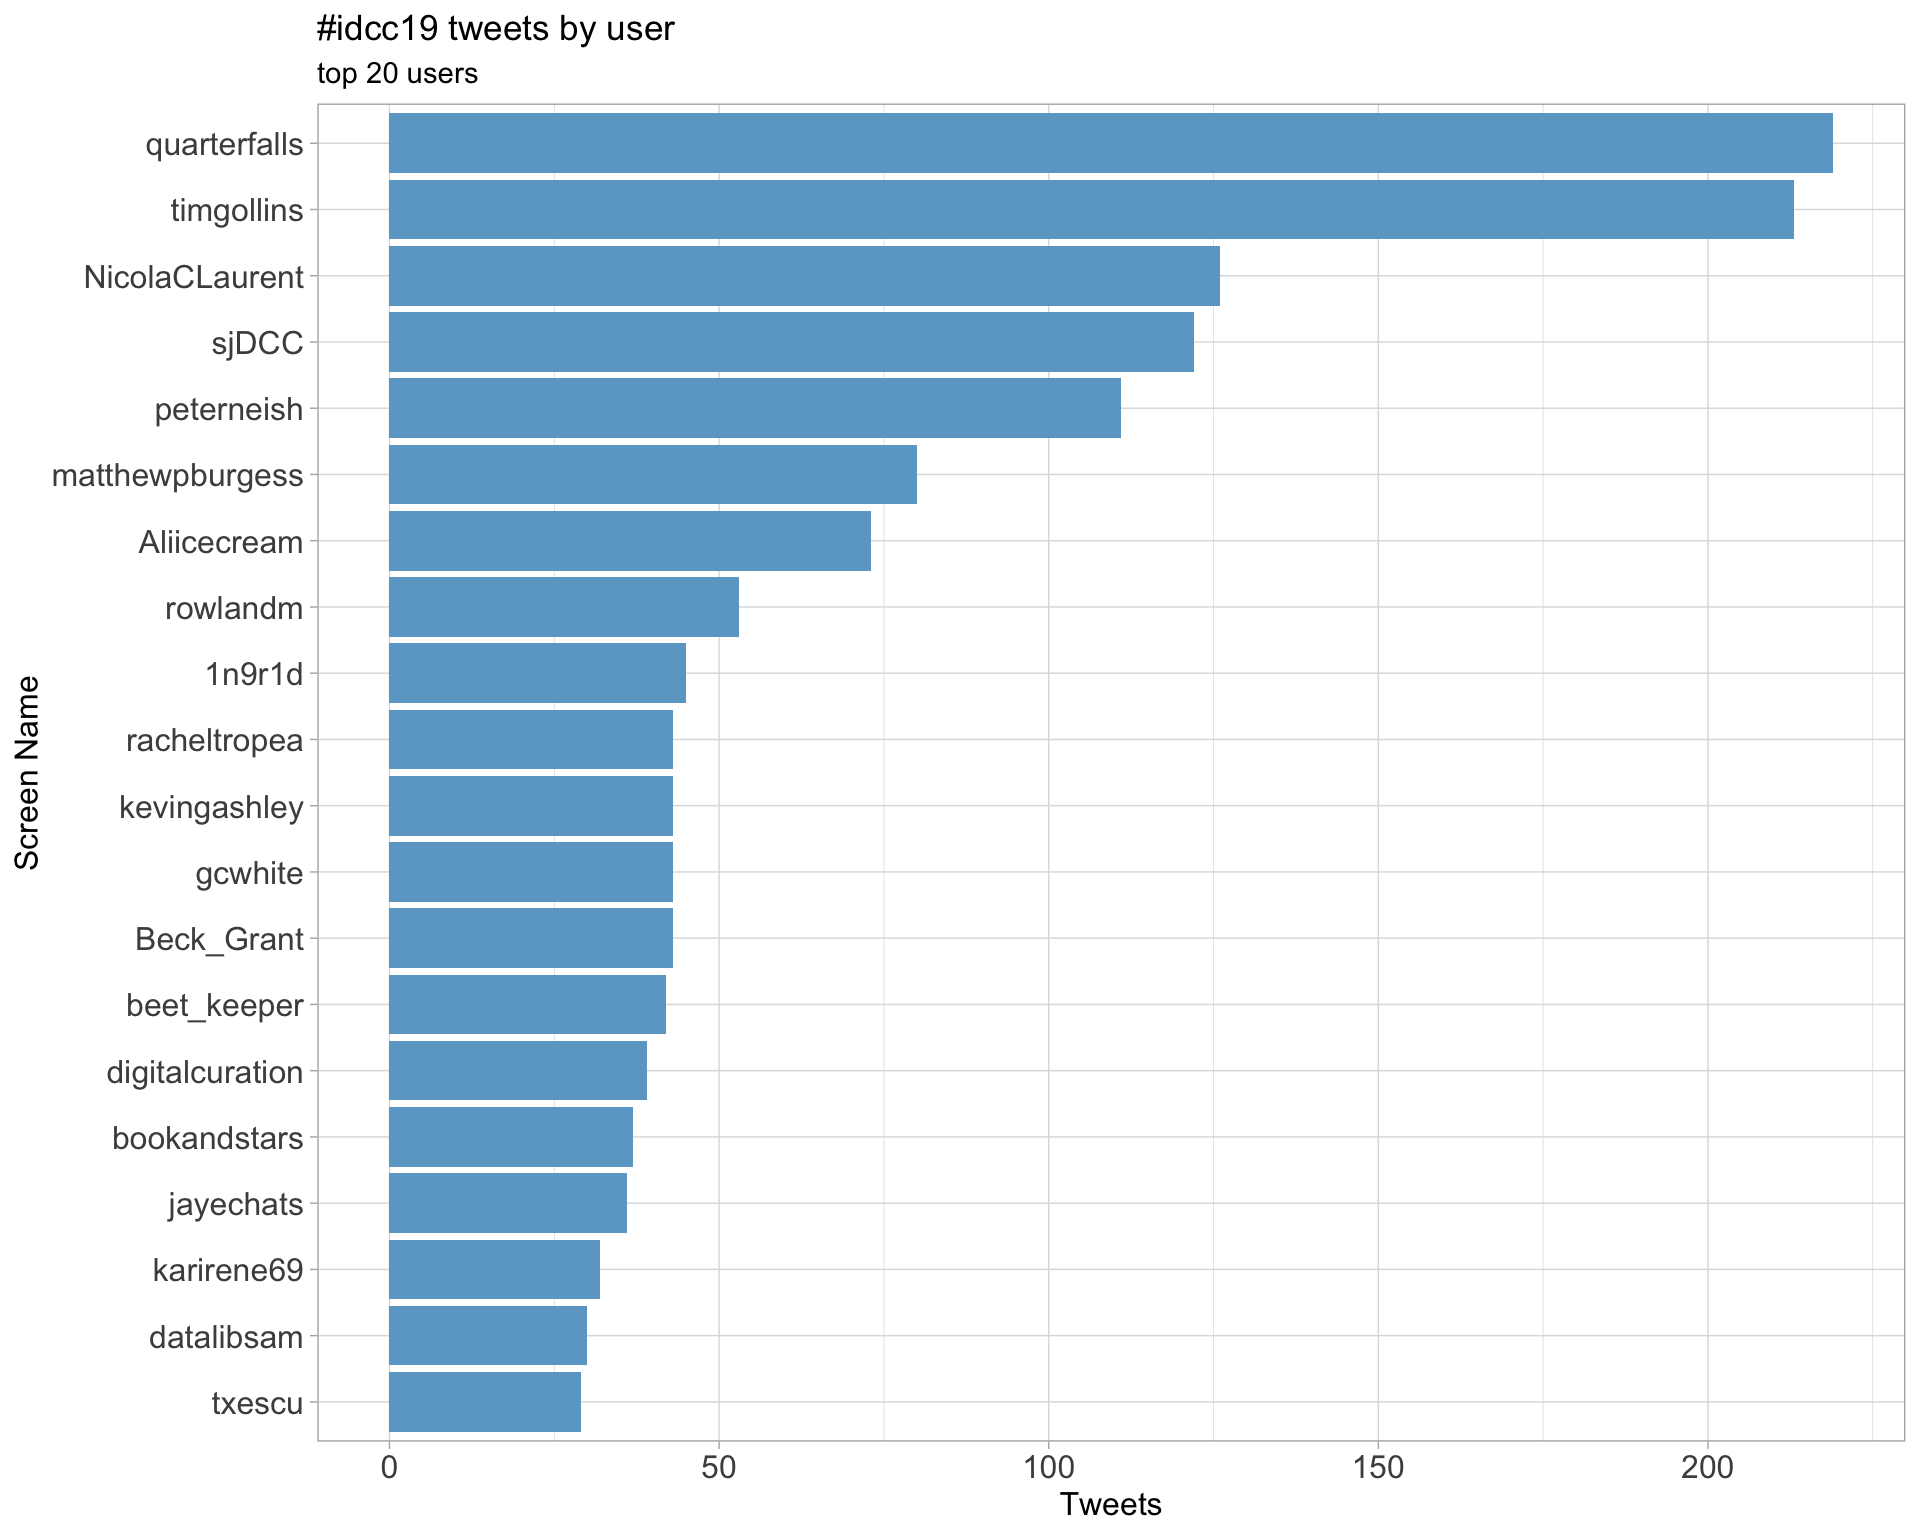 #idcc19 tweets by user
top 20 users
Screen Name
quarterfalls
timgollins
NicolaCLaurent
sjDCC
peterneish
matthewpburgess
Aliicecream
rowlandm
1n9r1d
racheltropea
kevingashley
gcwhite
Beck_Grant
beet_keeper
digitalcuration
bookandstars
jayechats
karirene69
datalibsam
txescu
0 50 100 150 200
Tweets